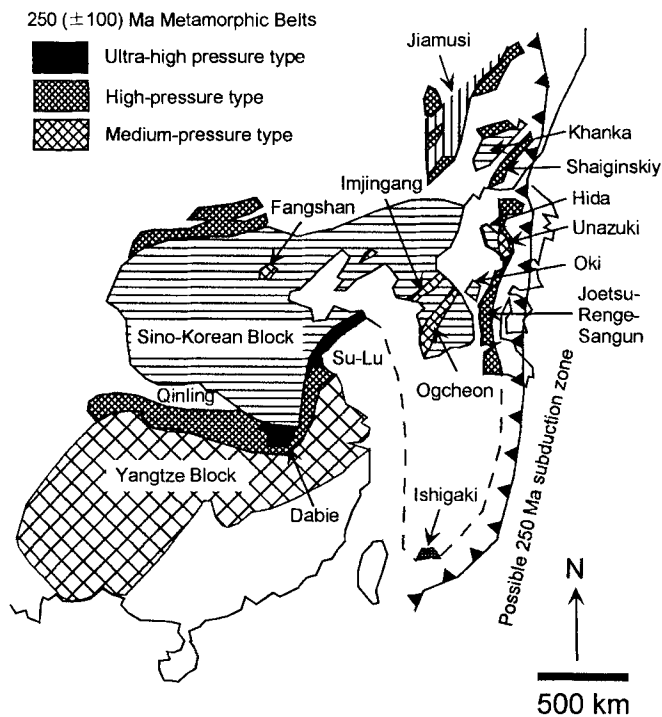 250 (±100) Ma Metamorphic Belts
Ultra-high pressure type
High-pressure type
Medium-pressure type
Jiamusi
Khanka
Shaiginskiy
Hida
Unazuki
Oki
Joetsu-
Renge-
Sangun
Imjingang
Fangshan
Sino-Korean Block
Su-Lu
Ogcheon
Qinling
Yangtze Block
Dabie
Ishigaki
Possible 250 Ma subduction zone
N
500 km